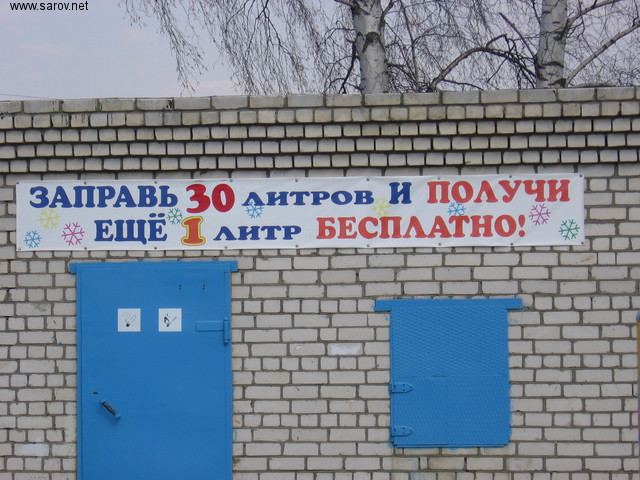 www.sarov.net
ЗАПРАВЬ 30 ЛИТРОВ И ПОЛУЧИ
ЕЩЁ 1 ЛИТР БЕСПЛАТНО!